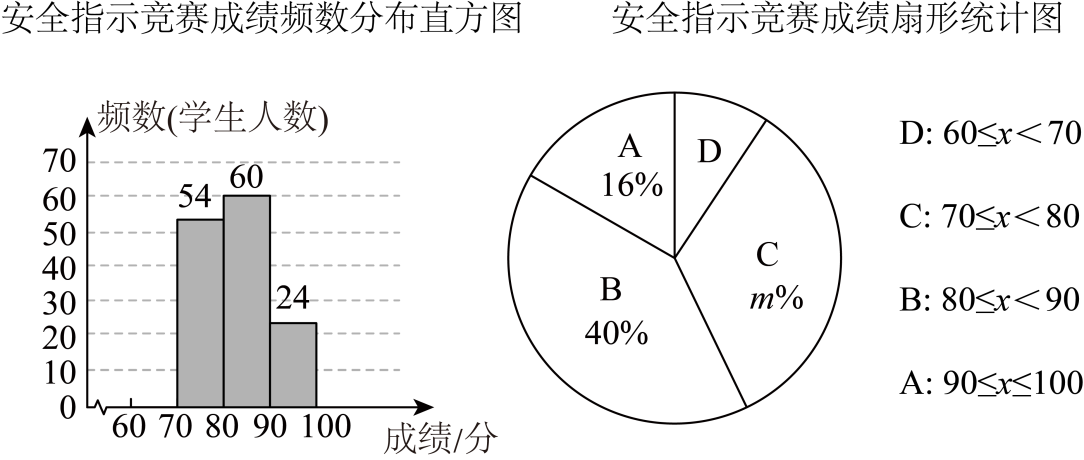 安全指示竞赛成绩频数分布直方图
安全指示竞赛成绩扇形统计图
频数(学生人数)
70
60
50
40
30
20
10
0
54
60
24
60 70 80 90 100
成绩/分
A
16%
D
C
m%
B
40%
D: 60≤x<70
C: 70≤x<80
B: 80≤x<90
A: 90≤x≤100